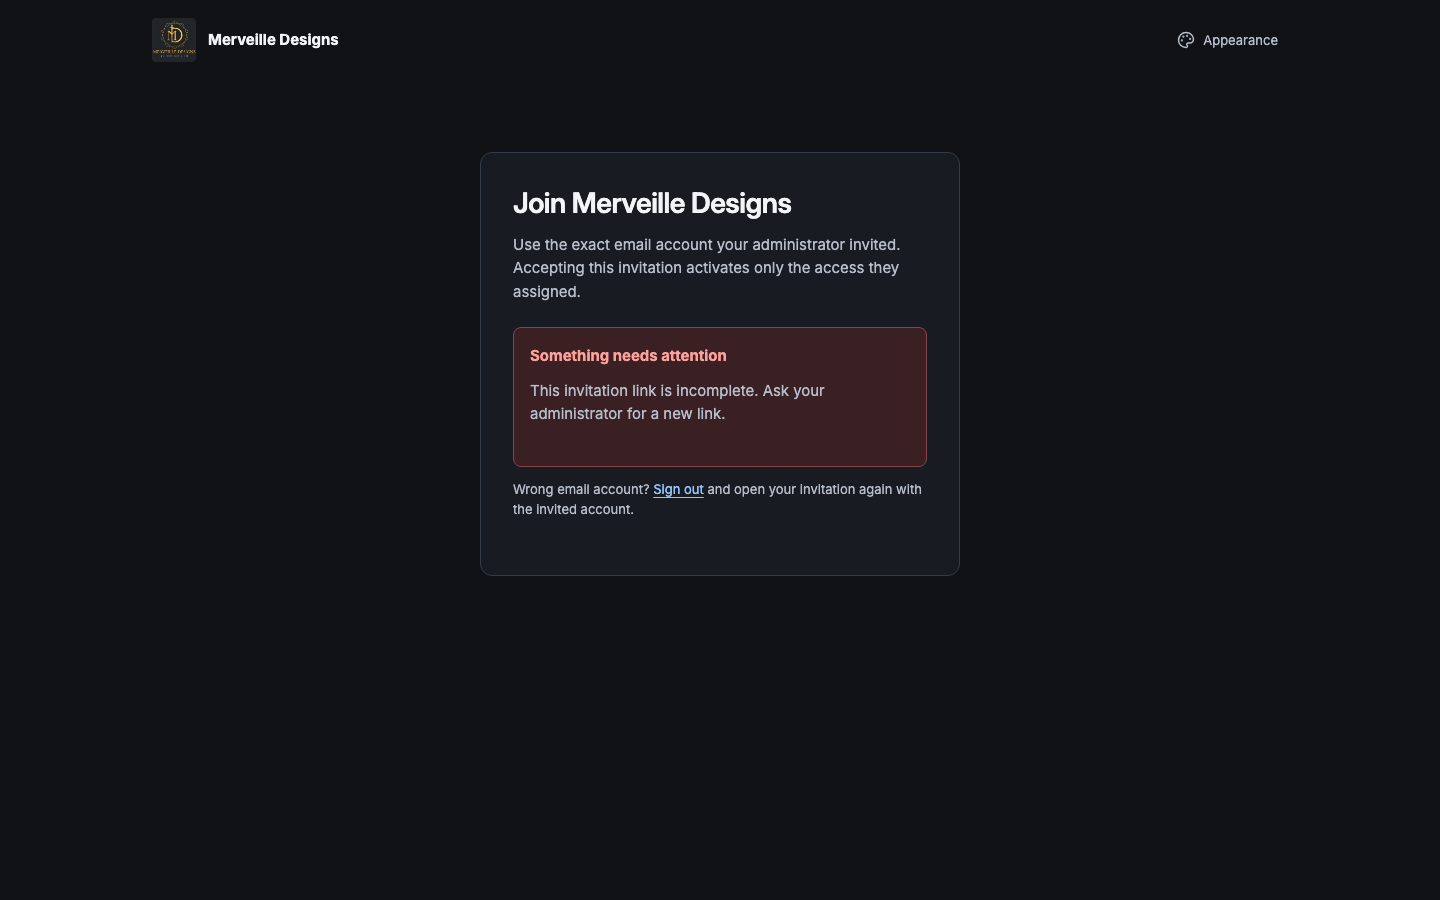 MERVEILLE DESIGNS
Merveille Designs
Appearance
Join Merveille Designs
Use the exact email account your administrator invited.
Accepting this invitation activates only the access they
assigned.
Something needs attention
This invitation link is incomplete. Ask your
administrator for a new link.
Wrong email account? Sign out and open your invitation again with
the invited account.